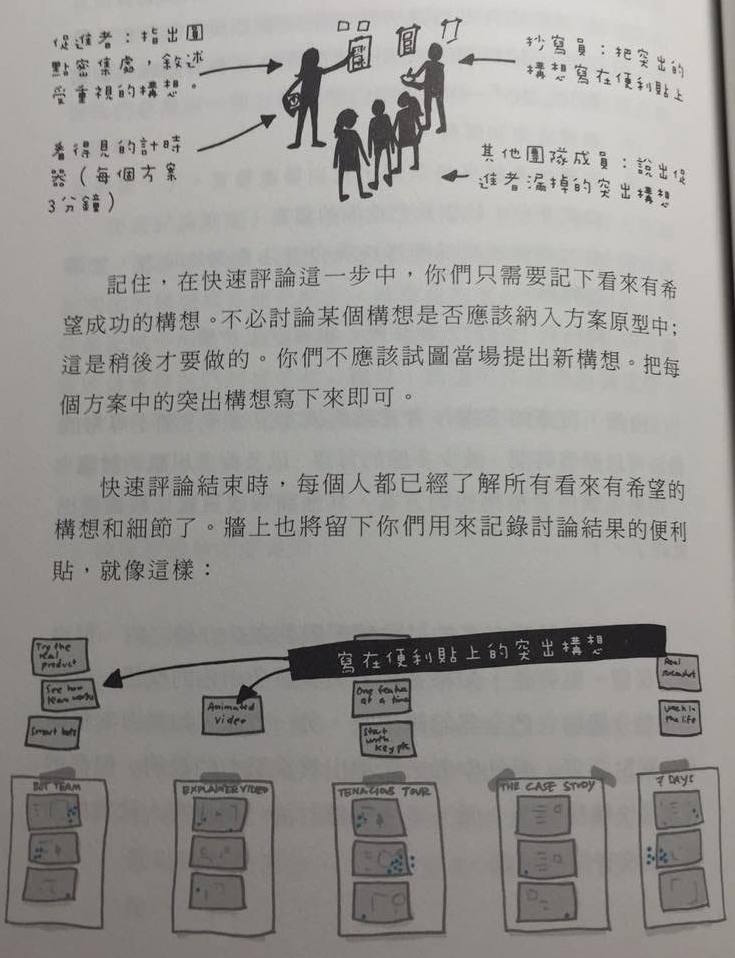 促進者：指出圓
點密集處，敘述
受重視的構想。
抄寫員：把突出的
構想寫在便利貼上
看得見的計時
器（每個方案
3分鐘）
其他團隊成員：說出促
進者漏掉的突出構想
記住，在快速評論這一步中，你們只需要記下看來有希
望成功的構想。不必討論某個構想是否應該納入方案原型中；
這是稍後才要做的。你們不應該試圖當場提出新構想。把每
個方案中的突出構想寫下來即可。
快速評論結束時，每個人都已經了解所有看來有希望的
構想和細節了。牆上也將留下你們用來記錄討論結果的便利
貼，就像這樣：
寫在便利貼上的突出構想
Try the
real
product
See how
team works
Smart bots
Animated
Video
at a time
Start
with
Real
the life
BOT TEAM
EXPLAINER VIDEO
TENACIOUS TOUR
THE CASE STUDY
7 DAYS